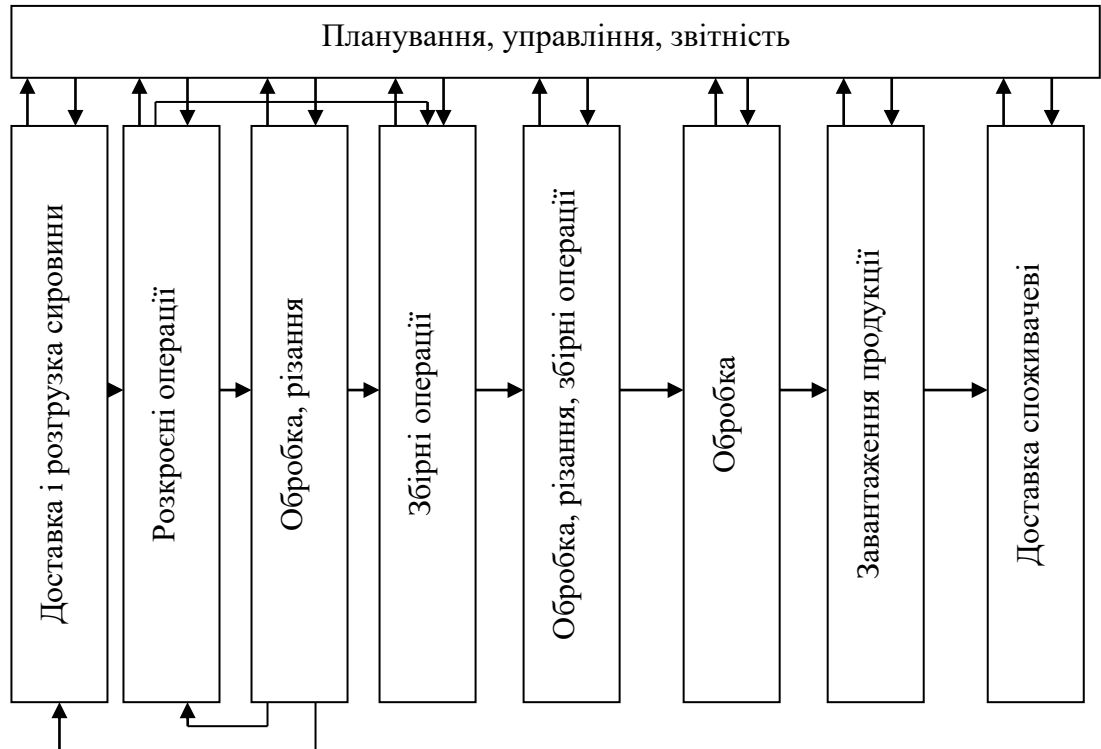 Планування, управління, звітність
Доставка і розгрузка сировини
Розкроєні операції
Обробка, різання
Збірні операції
Обробка, різання, збірні операції
Обробка
Завантаження продукції
Доставка споживачеві